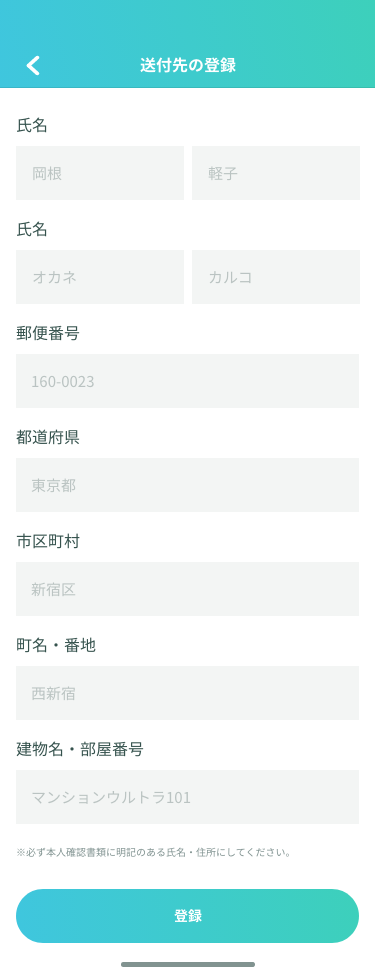 送付先の登録
氏名
岡根 軽子
氏名
オカネ カルコ
郵便番号
160-0023
都道府県
東京都
市区町村
新宿区
町名・番地
西新宿
建物名・部屋番号
マンションウルトラ101
※必ず本人確認書類に明記のある氏名・住所にしてください。
登録